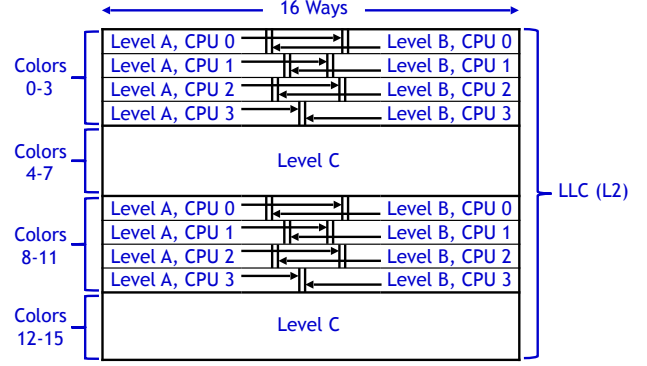 16 Ways
Level A, CPU 0 Level B, CPU 0
Level A, CPU 1 Level B, CPU 1
Level A, CPU 2 Level B, CPU 2
Level A, CPU 3 Level B, CPU 3
Colors
0-3
Colors
4-7
Level C
LLC (L2)
Level A, CPU 0 Level B, CPU 0
Level A, CPU 1 Level B, CPU 1
Level A, CPU 2 Level B, CPU 2
Level A, CPU 3 Level B, CPU 3
Colors
8-11
Colors
12-15
Level C